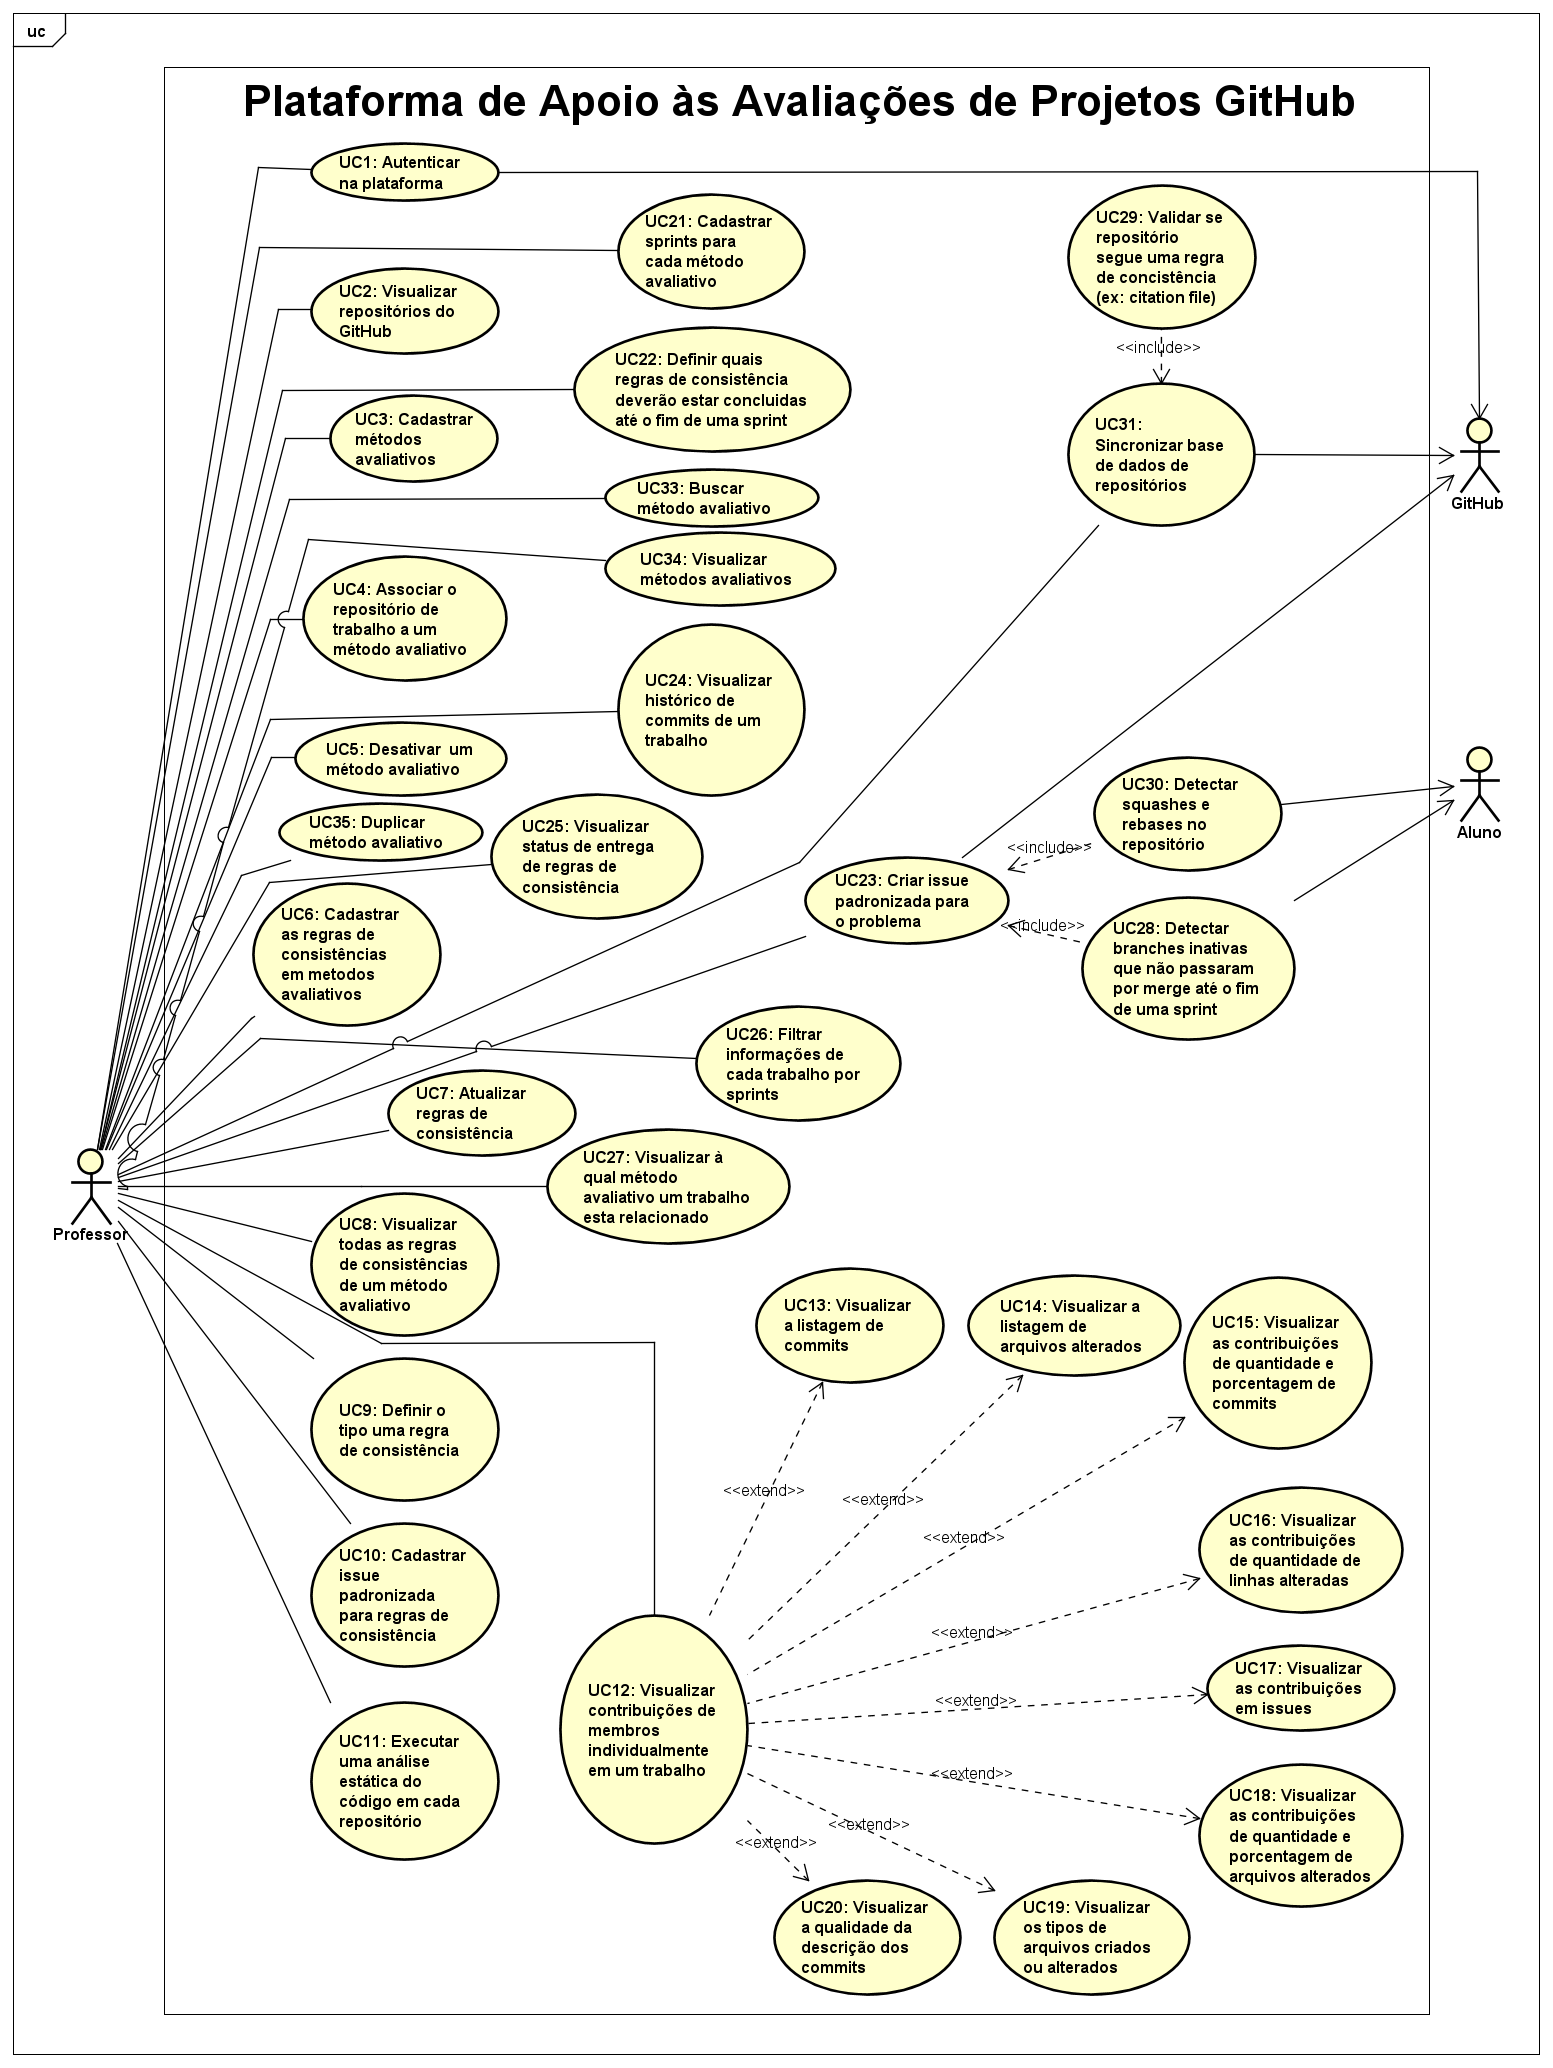 uc
Plataforma de Apoio às Avaliações de Projetos GitHub
UC1: Autenticar
na plataforma
UC21: Cadastrar
sprints para
cada método
avaliativo
UC29: Validar se
repositório
segue uma regra
de concistência
(ex: citation file)
UC2: Visualizar
repositórios do
GitHub
<<include>>
UC22: Definir quais
regras de consistência
deverão estar concluidas
até o fim de uma sprint
UC3: Cadastrar
métodos
avaliativos
UC31:
Sincronizar base
de dados de
repositórios
GitHub
UC33: Buscar
método avaliativo
UC34: Visualizar
métodos avaliativos
UC4: Associar o
repositório de
trabalho a um
método avaliativo
UC24: Visualizar
histórico de
commits de um
trabalho
UC5: Desativar  um
método avaliativo
UC30: Detectar
squashes e
rebases no
repositório
Aluno
UC35: Duplicar
método avaliativo
UC25: Visualizar
status de entrega
de regras de
consistência
<<include>>
UC23: Criar issue
padronizada para
o problema
<<include>>
UC28: Detectar
branches inativas
que não passaram
por merge até o fim
de uma sprint
UC6: Cadastrar
as regras de
consistências
em metodos
avaliativos
UC26: Filtrar
informações de
cada trabalho por
sprints
UC7: Atualizar
regras de
consistência
UC27: Visualizar à
qual método
avaliativo um trabalho
esta relacionado
Professor
UC8: Visualizar
todas as regras
de consistências
de um método
avaliativo
UC13: Visualizar
a listagem de
commits
UC14: Visualizar a
listagem de
arquivos alterados
UC15: Visualizar
as contribuições
de quantidade e
porcentagem de
commits
UC9: Definir o
tipo uma regra
de consistência
<<extend>>
<<extend>>
<<extend>>
UC16: Visualizar
as contribuições
de quantidade de
linhas alteradas
UC10: Cadastrar
issue
padronizada
para regras de
consistência
<<extend>>
UC17: Visualizar
as contribuições
em issues
<<extend>>
UC12: Visualizar
contribuições de
membros
individualmente
em um trabalho
UC11: Executar
uma análise
estática do
código em cada
repositório
<<extend>>
UC18: Visualizar
as contribuições
de quantidade e
porcentagem de
arquivos alterados
<<extend>>
<<extend>>
UC20: Visualizar
a qualidade da
descrição dos
commits
UC19: Visualizar
os tipos de
arquivos criados
ou alterados